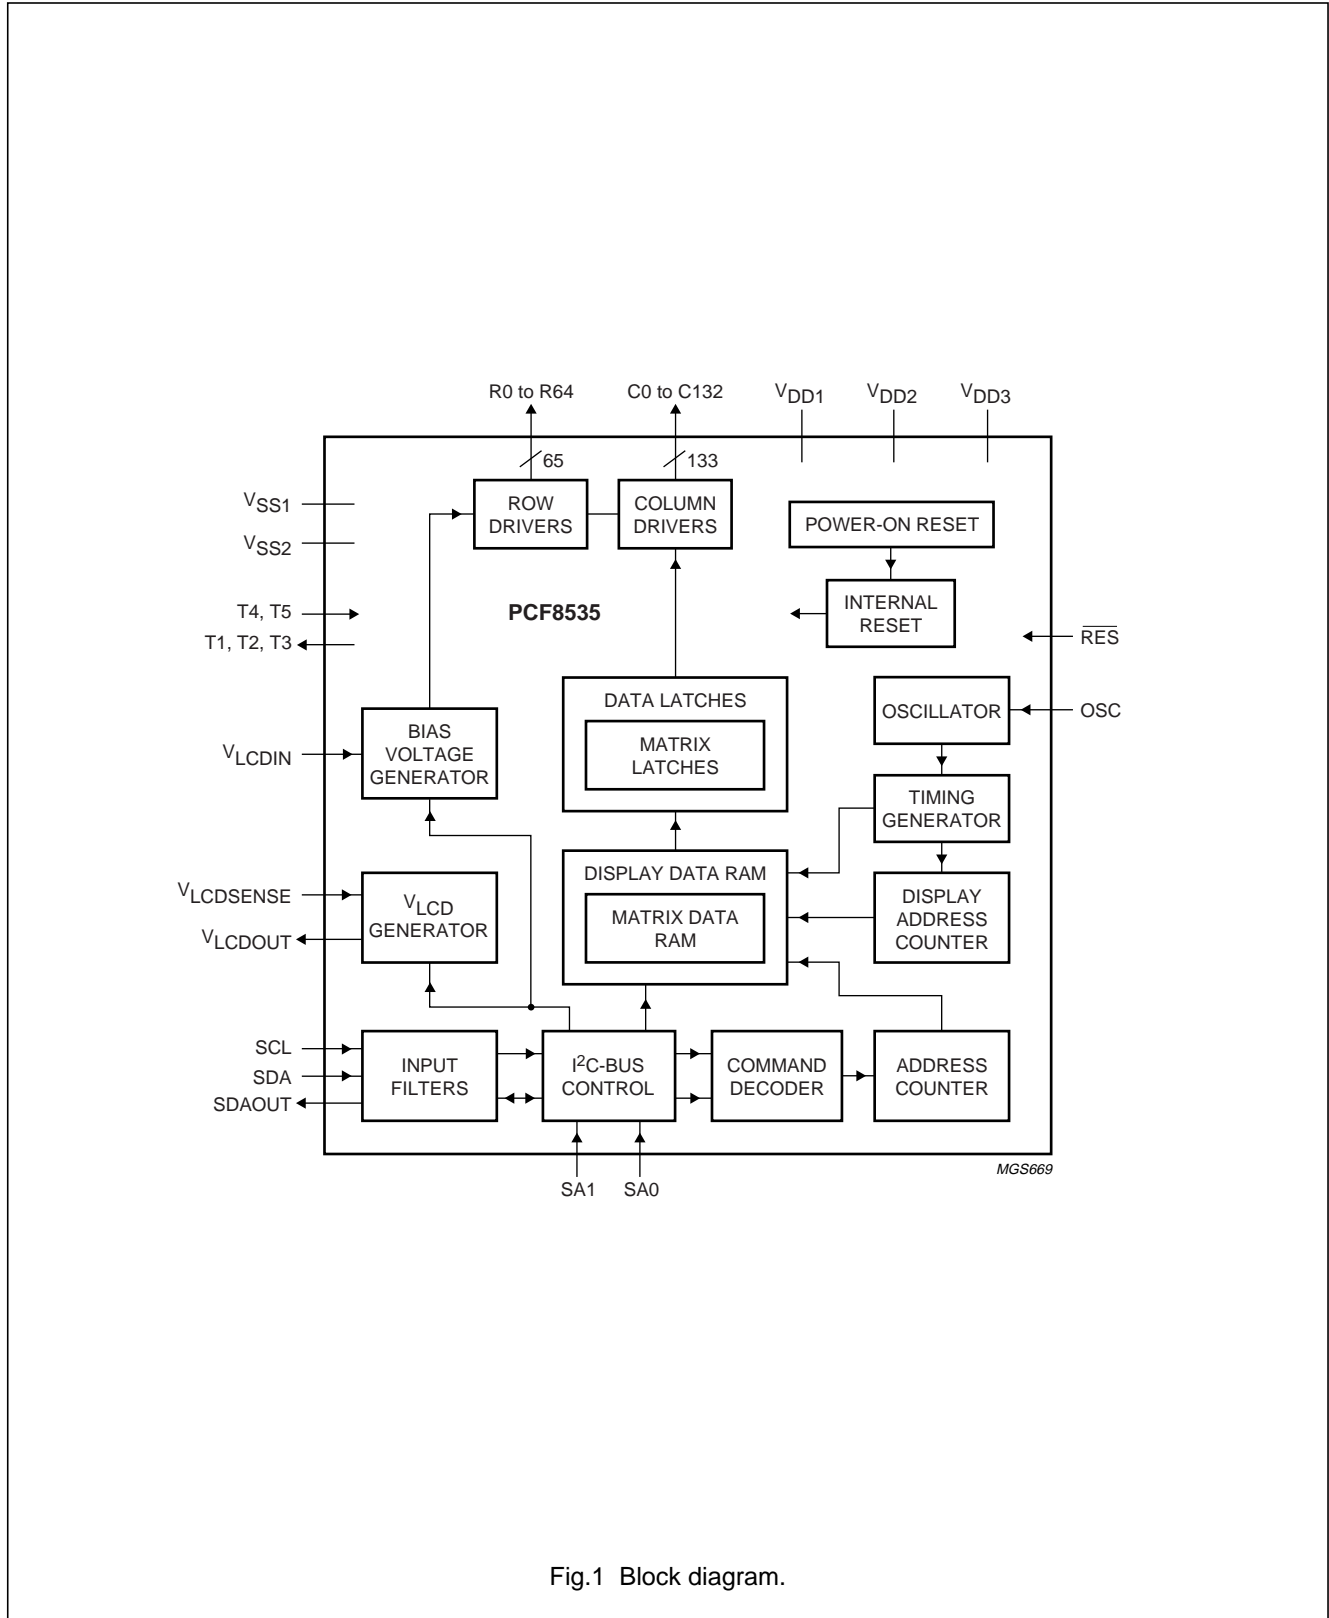 R0 to R64
C0 to C132
VDD1
VDD2
VDD3
65
133
VSS1
VSS2
ROW
DRIVERS
COLUMN
DRIVERS
POWER-ON RESET
T4, T5
T1, T2, T3
PCF8535
INTERNAL
RESET
RES
DATA LATCHES
MATRIX
LATCHES
OSCILLATOR
OSC
VLCDIN
BIAS
VOLTAGE
GENERATOR
TIMING
GENERATOR
VLCDSENSE
VLCDOUT
VLCD
GENERATOR
DISPLAY DATA RAM
MATRIX DATA
RAM
DISPLAY
ADDRESS
COUNTER
SCL
SDA
SDAOUT
INPUT
FILTERS
I²C-BUS
CONTROL
COMMAND
DECODER
ADDRESS
COUNTER
MGS669
SA1
SA0
Fig.1 Block diagram.